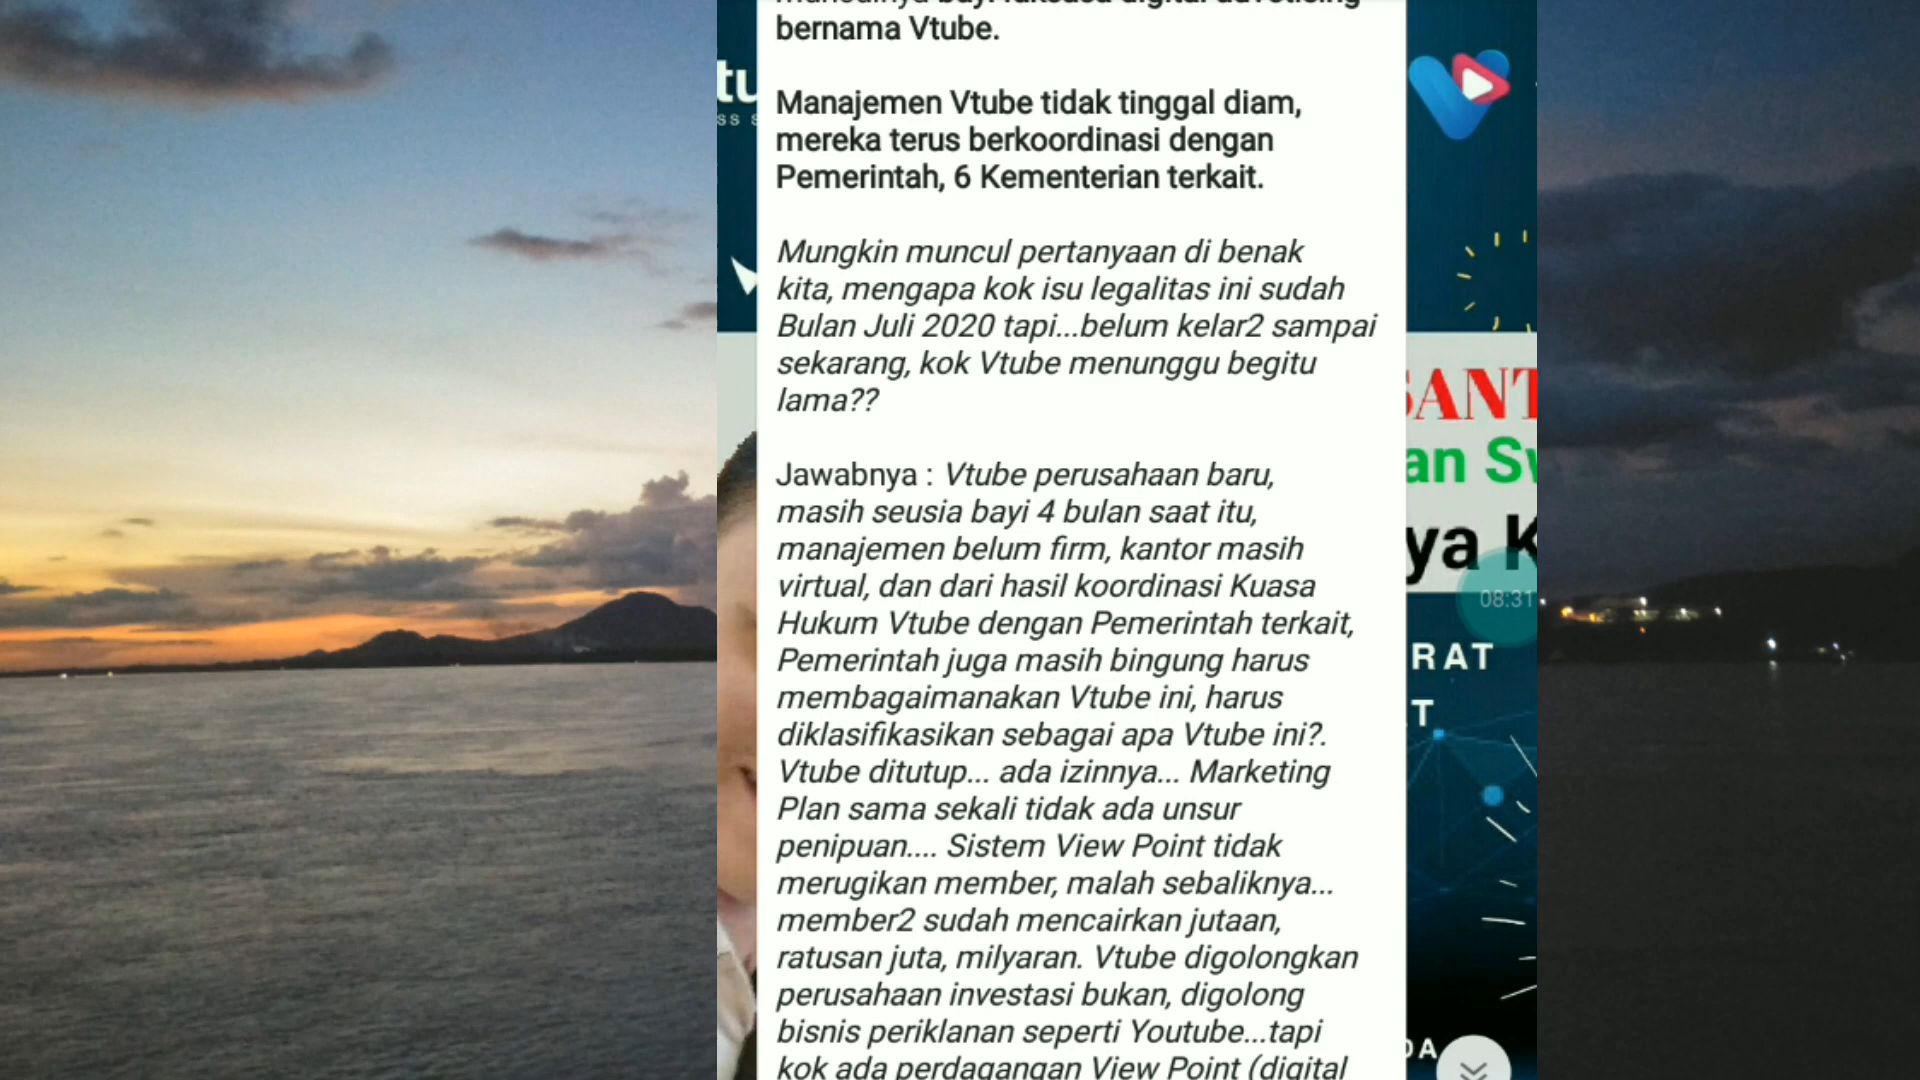 bernama Vtube.
Manajemen Vtube tidak tinggal diam,
mereka terus berkoordinasi dengan
Pemerintah, 6 Kementerian terkait.
Mungkin muncul pertanyaan di benak
kita, mengapa kok isu legalitas ini sudah
Bulan Juli 2020 tapi...belum kelar2 sampai
sekarang, kok Vtube menunggu begitu
lama??
Jawabnya : Vtube perusahaan baru,
masih seusia bayi 4 bulan saat itu,
manajemen belum firm, kantor masih
virtual, dan dari hasil koordinasi Kuasa
Hukum Vtube dengan Pemerintah terkait,
Pemerintah juga masih bingung harus
membagaimanakan Vtube ini, harus
diklasifikasikan sebagai apa Vtube ini?.
Vtube ditutup... ada izinnya... Marketing
Plan sama sekali tidak ada unsur
penipuan.... Sistem View Point tidak
merugikan member, malah sebaliknya...
member2 sudah mencairkan jutaan,
ratusan juta, milyaran. Vtube digolongkan
perusahaan investasi bukan, digolong
bisnis periklanan seperti Youtube...tapi
kok ada perdagangan View Point (digital
08:31
RAT